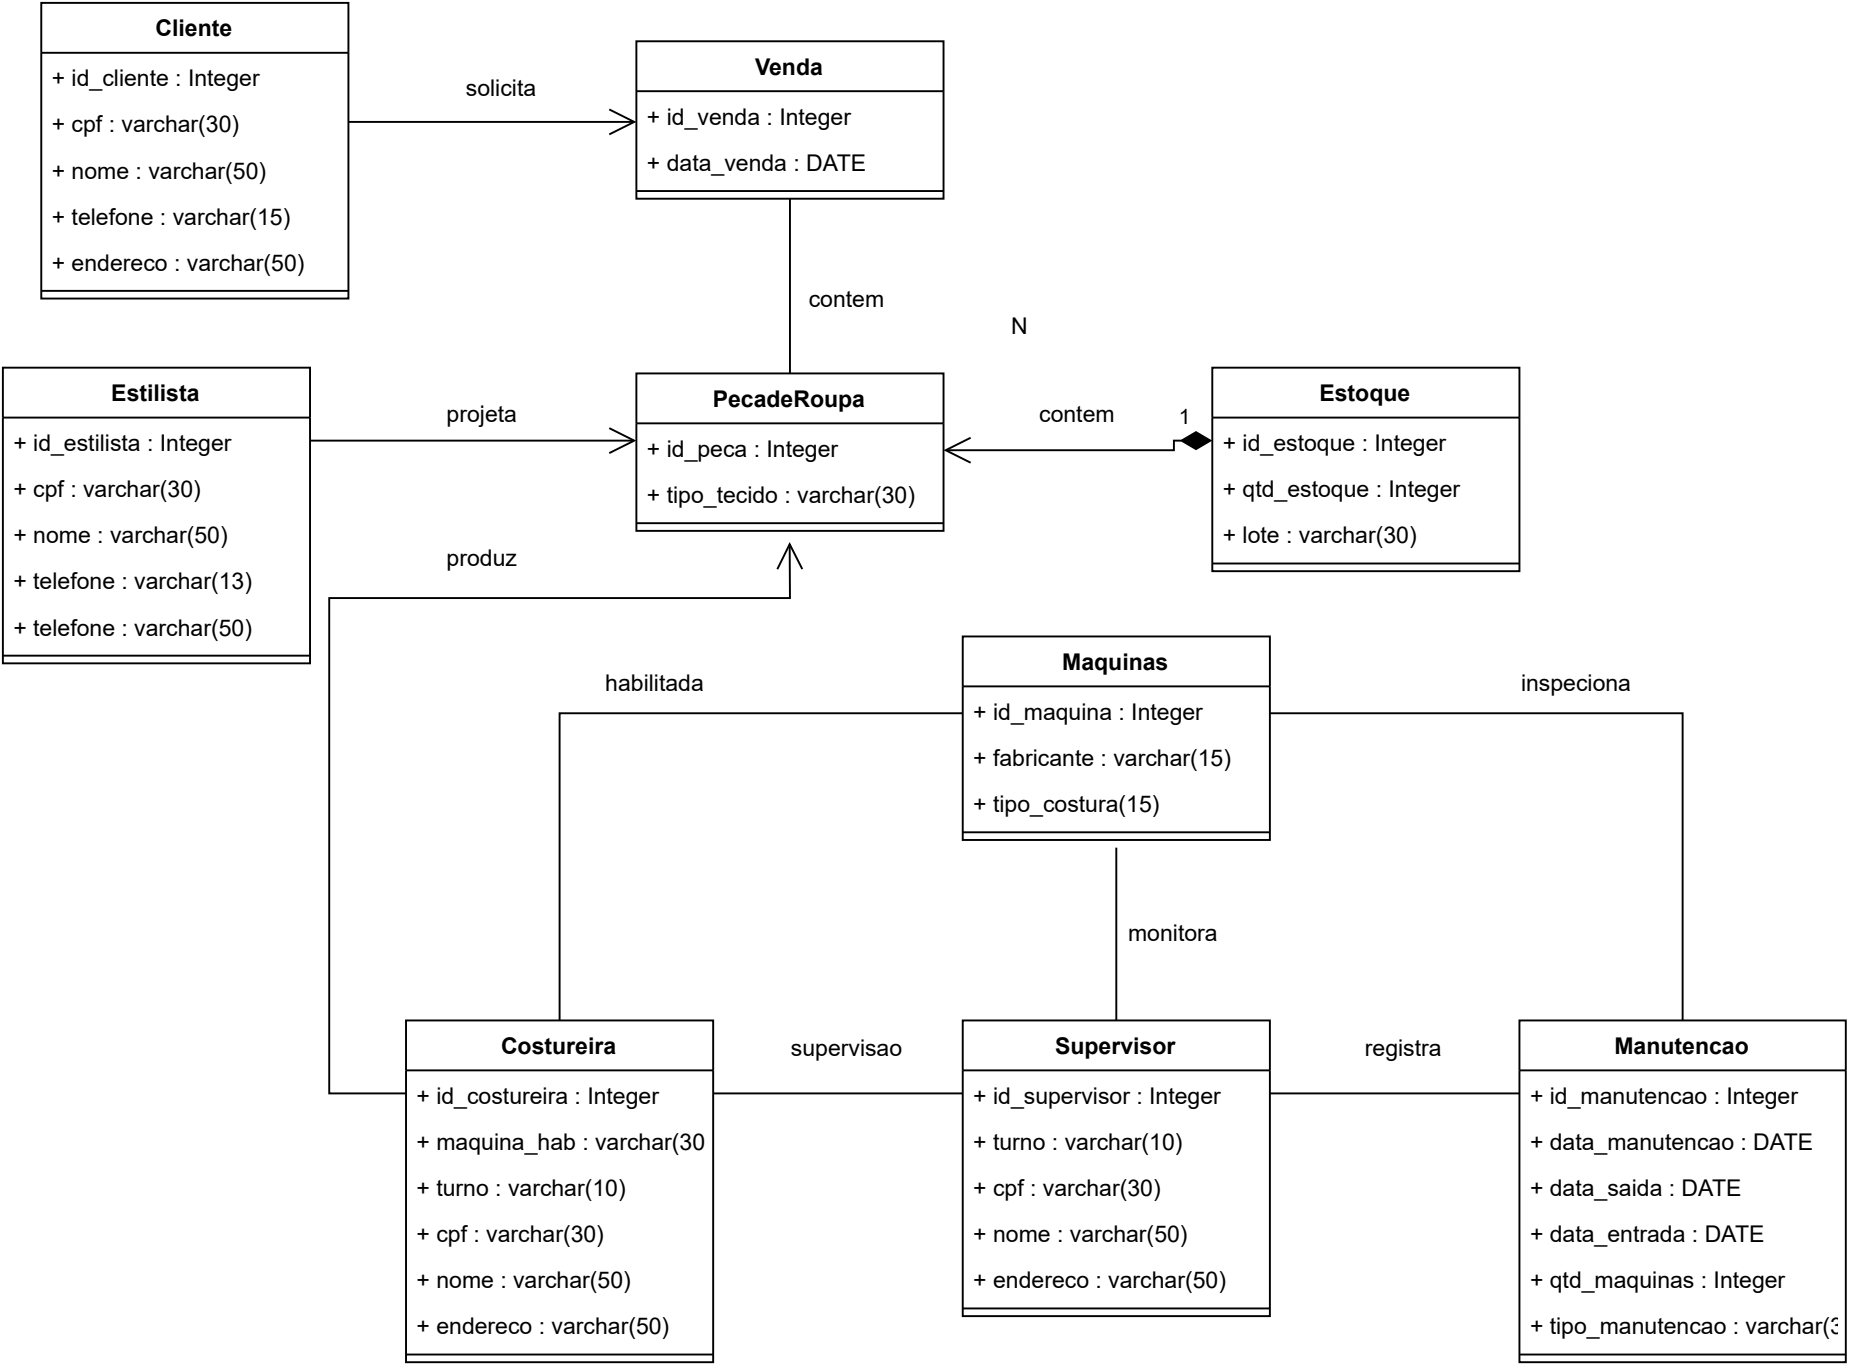 Cliente
+ id_cliente : Integer
+ cpf : varchar(30)
+ nome : varchar(50)
+ telefone : varchar(15)
+ endereco : varchar(50)
solicita
Venda
+ id_venda : Integer
+ data_venda : DATE
contem
N
Estilista
+ id_estilista : Integer
+ cpf : varchar(30)
+ nome : varchar(50)
+ telefone : varchar(13)
+ telefone : varchar(50)
projeta
PecadeRoupa
+ id_peca : Integer
+ tipo_tecido : varchar(30)
contem
1
Estoque
+ id_estoque : Integer
+ qtd_estoque : Integer
+ lote : varchar(30)
produz
habilitada
Maquinas
+ id_maquina : Integer
+ fabricante : varchar(15)
+ tipo_costura(15)
inspeciona
monitora
Costureira
+ id_costureira : Integer
+ maquina_hab : varchar(30
+ turno : varchar(10)
+ cpf : varchar(30)
+ nome : varchar(50)
+ endereco : varchar(50)
supervisao
Supervisor
+ id_supervisor : Integer
+ turno : varchar(10)
+ cpf : varchar(30)
+ nome : varchar(50)
+ endereco : varchar(50)
registra
Manutencao
+ id_manutencao : Integer
+ data_manutencao : DATE
+ data_saida : DATE
+ data_entrada : DATE
+ qtd_maquinas : Integer
+ tipo_manutencao : varchar(